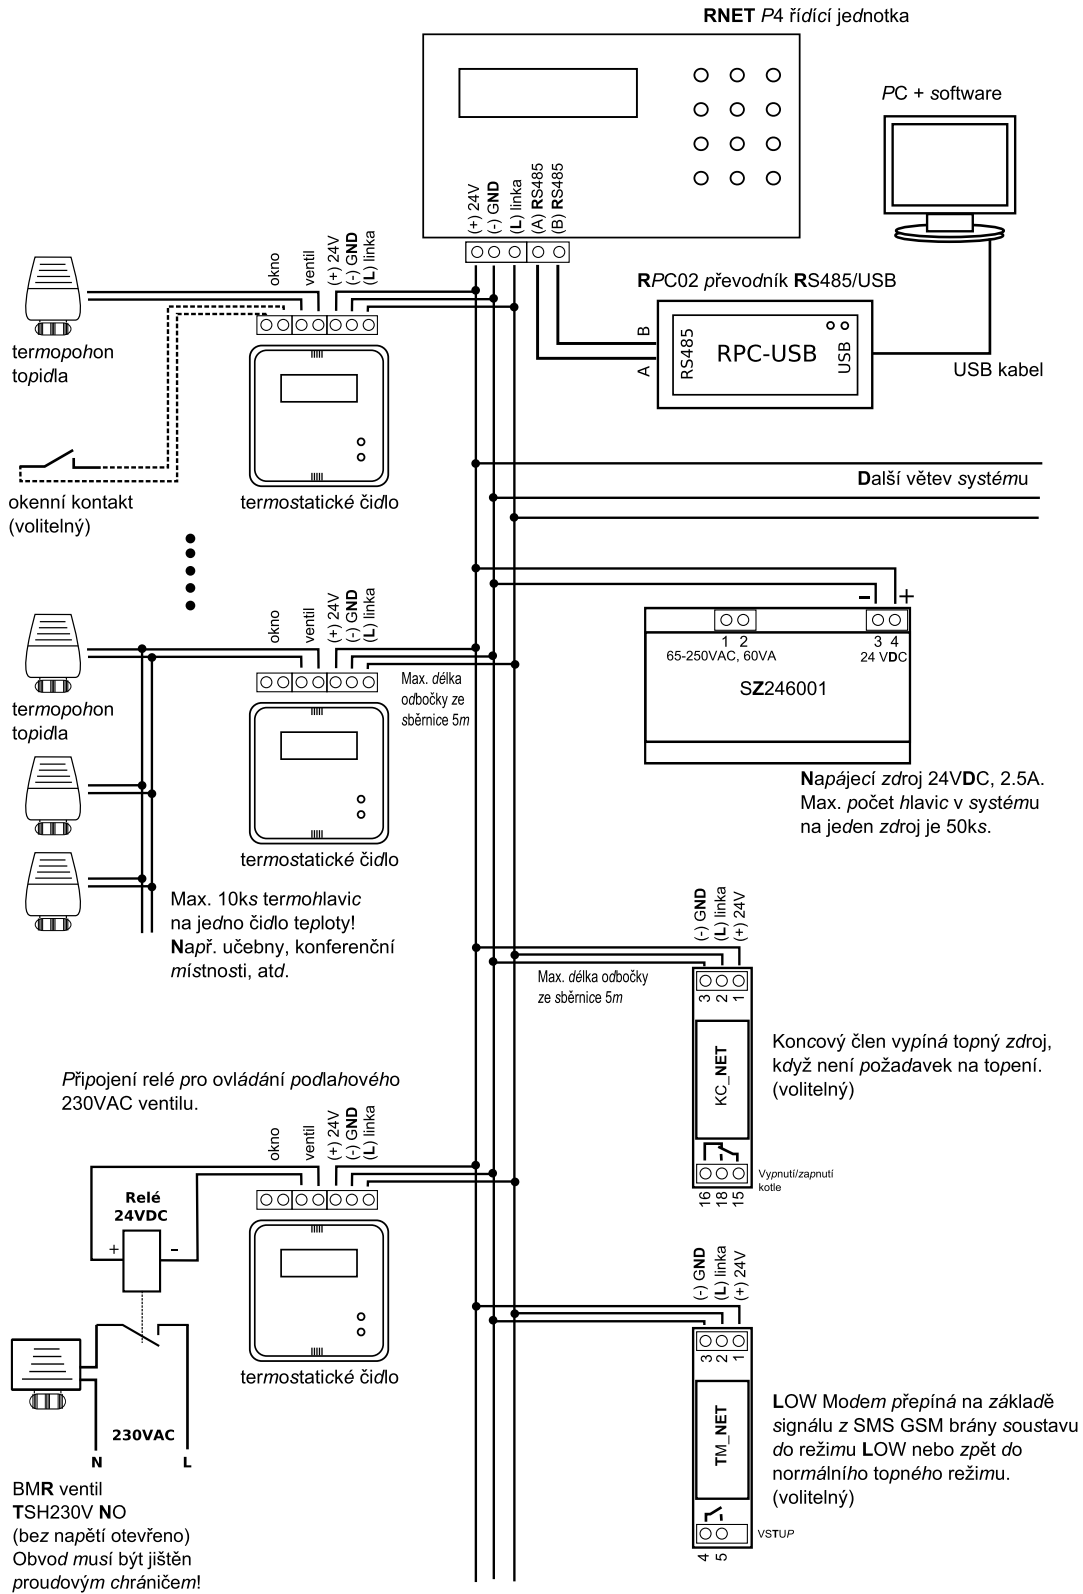 RNET P4 řídící jednotka
PC + software
(+) 24V
(-) GND
(L) linka
(A) RS485
(B) RS485
RPC02 převodník RS485/USB
B
A
RS485
RPC-USB
USB
USB kabel
okno
ventil
(+) 24V
(-) GND
(L) linka
termopohon
topidla
okenní kontakt
(volitelný)
termostatické čidlo
Další větev systému
okno
ventil
(+) 24V
(-) GND
(L) linka
termopohon
topidla
Max. délka
odbočky ze
sběrnice 5m
termostatické čidlo
Max. 10ks termohlavic
na jedno čidlo teploty!
Např. učebny, konferenční
místnosti, atd.
- +
1 2
3 4
65-250VAC, 60VA
24 VDC
SZ246001
Napájecí zdroj 24VDC, 2.5A.
Max. počet hlavic v systému
na jeden zdroj je 50ks.
(-) GND
(L) linka
(+) 24V
Max. délka odbočky
ze sběrnice 5m
3
2
1
KC_NET
Koncový člen vypíná topný zdroj,
když není požadavek na topení.
(volitelný)
Vypnutí/zapnutí
kotle
16
18
15
Připojení relé pro ovládání podlahového
230VAC ventilu.
okno
ventil
(+) 24V
(-) GND
(L) linka
Relé
24VDC
+ -
termostatické čidlo
230VAC
N L
BMR ventil
TSH230V NO
(bez napětí otevřeno)
Obvod musí být jištěn
proudovým chráničem!
(-) GND
(L) linka
(+) 24V
3
2
1
TM_NET
LOW Modem přepíná na základě
signálu z SMS GSM brány soustavu
do režimu LOW nebo zpět do
normálního topného režimu.
(volitelný)
VSTUP
4
5